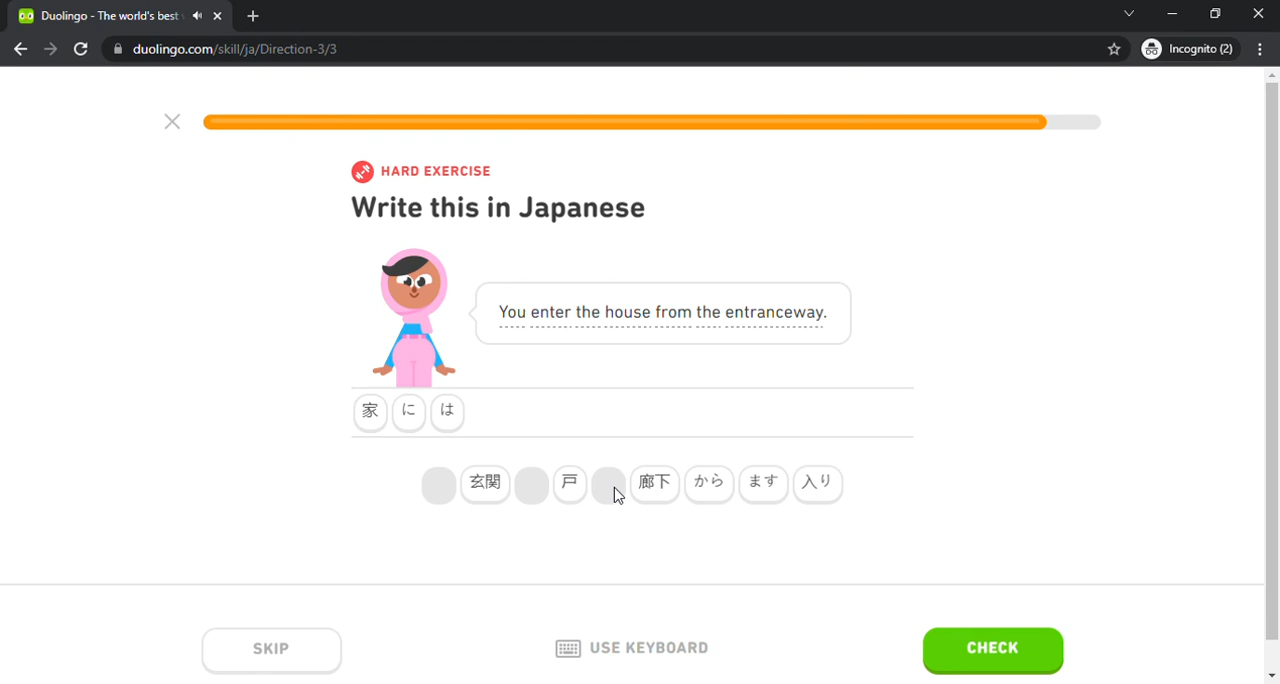 Duolingo - The world's best
duolingo.com/skill/ja/Direction-3/3
Incognito (2)
HARD EXERCISE
Write this in Japanese
You enter the house from the entranceway.
家 に は
玄関 戸 廊下 から ます 入り
SKIP
USE KEYBOARD
CHECK